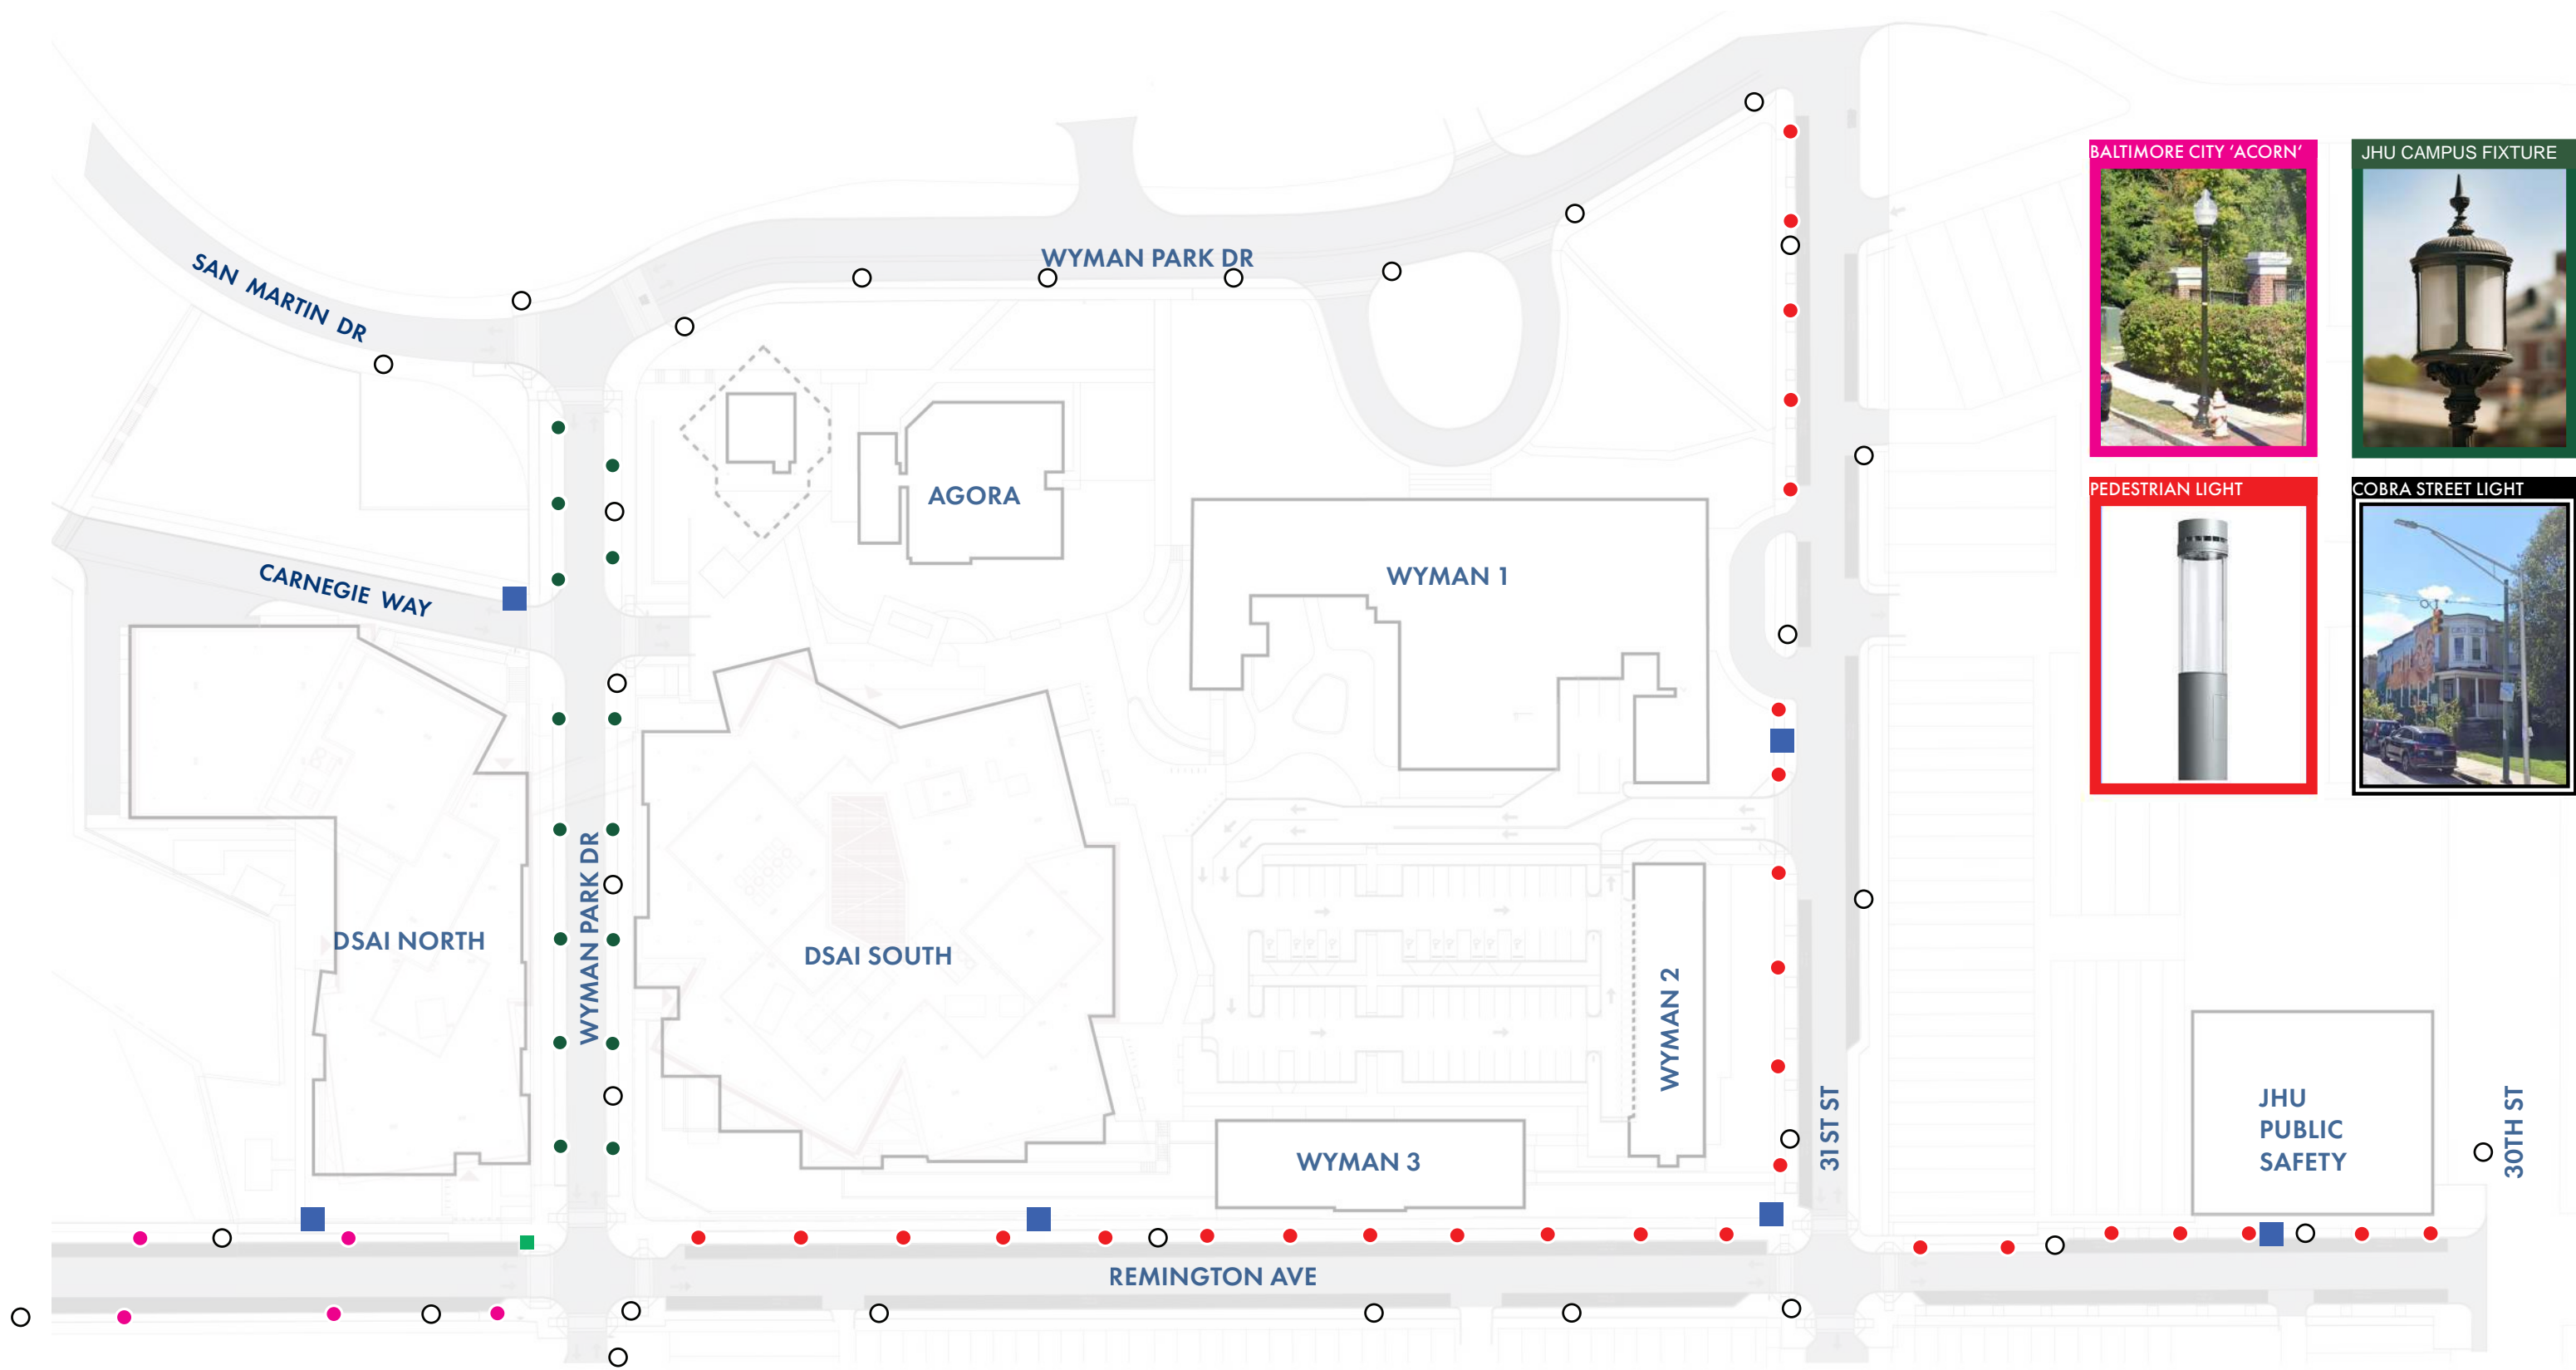 BALTIMORE CITY ‘ACORN’
JHU CAMPUS FIXTURE
WYMAN PARK DR
SAN MARTIN DR
PEDESTRIAN LIGHT
COBRA STREET LIGHT
AGORA
WYMAN 1
CARNEGIE WAY
DSAI NORTH
WYMAN PARK DR
DSAI SOUTH
WYMAN 2
31ST ST
JHU
PUBLIC
SAFETY
30TH ST
WYMAN 3
REMINGTON AVE